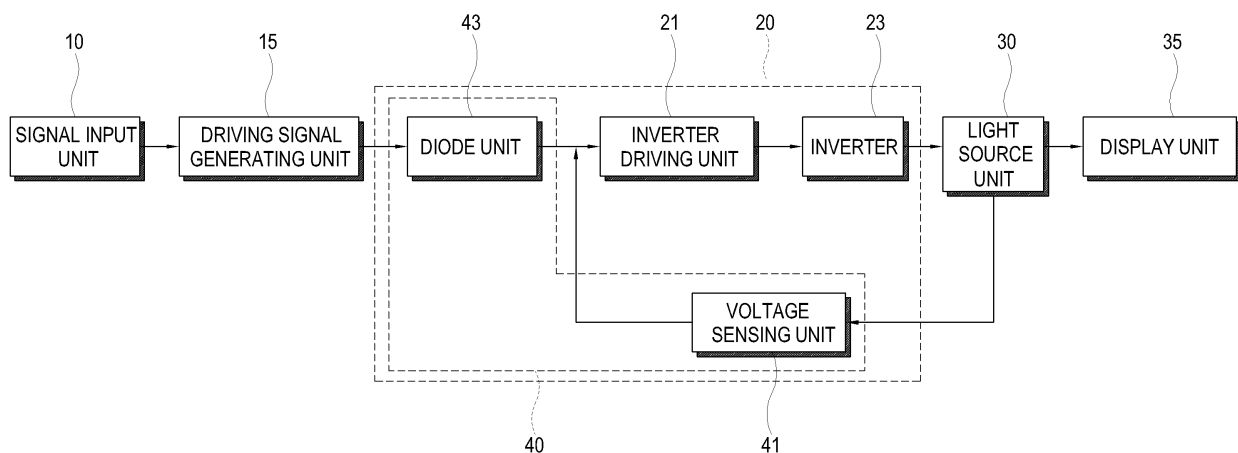 10
15
43
21
20
23
30
35
SIGNAL INPUT
UNIT
DRIVING SIGNAL
GENERATING UNIT
DIODE UNIT
INVERTER
DRIVING UNIT
INVERTER
LIGHT
SOURCE
UNIT
DISPLAY UNIT
VOLTAGE
SENSING UNIT
40
41